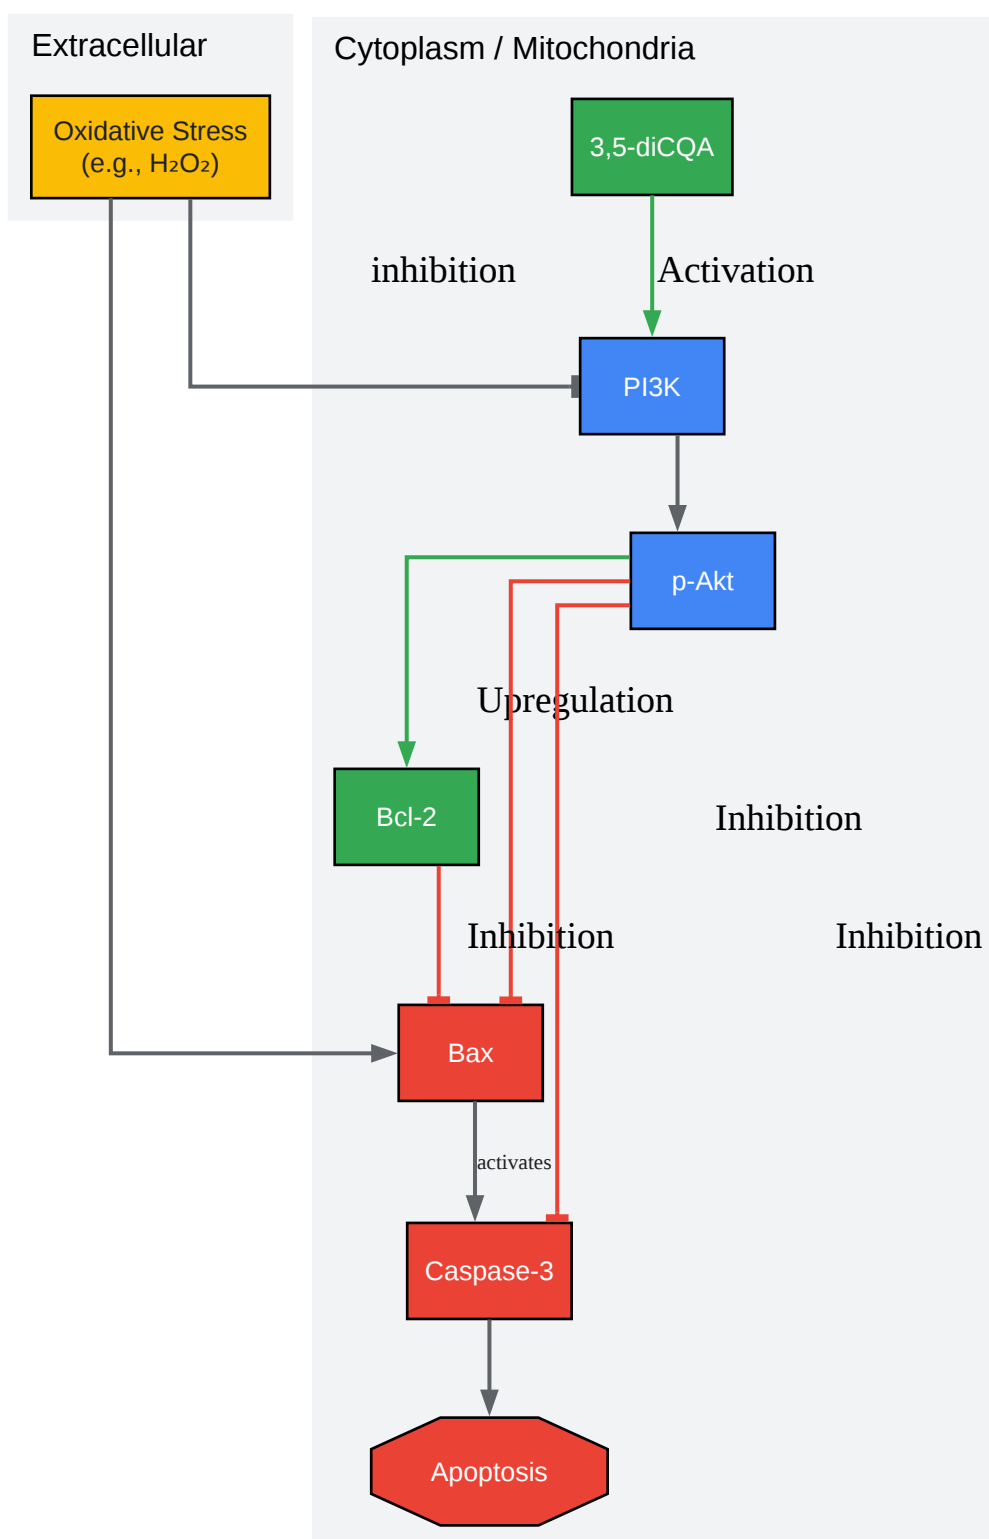 Extracellular
Cytoplasm / Mitochondria
Oxidative Stress
(e.g., H₂O₂)
3,5-diCQA
inhibition
Activation
PI3K
p-Akt
Upregulation
Bcl-2
Inhibition
Inhibition
Inhibition
Bax
activates
Caspase-3
Apoptosis